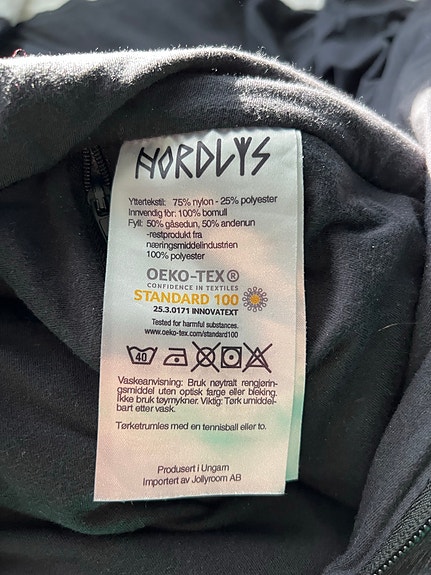 NORDLYS
Yttertekstil: 75% nylon - 25% polyester
Innvendig fôr: 100% bomull
Fyll: 50% gåsedun, 50% andenun
-restprodukt fra
næringsmiddelindustrien
100% polyester
OEKO-TEX®
CONFIDENCE IN TEXTILES
STANDARD 100
25.3.0171 INNOVATEXT
Tested for harmful substances.
www.oeko-tex.com/standard100
40
Vaskeanvisning: Bruk nøytralt rengjørin-
gsmiddel uten optisk farge eller bleking.
Ikke bruk tøymykner. Viktig: Tørk umiddel-
bart etter vask.
Tørketrumles med en tennisball eller to.
Produsert i Ungarn
Importert av Jollyroom AB